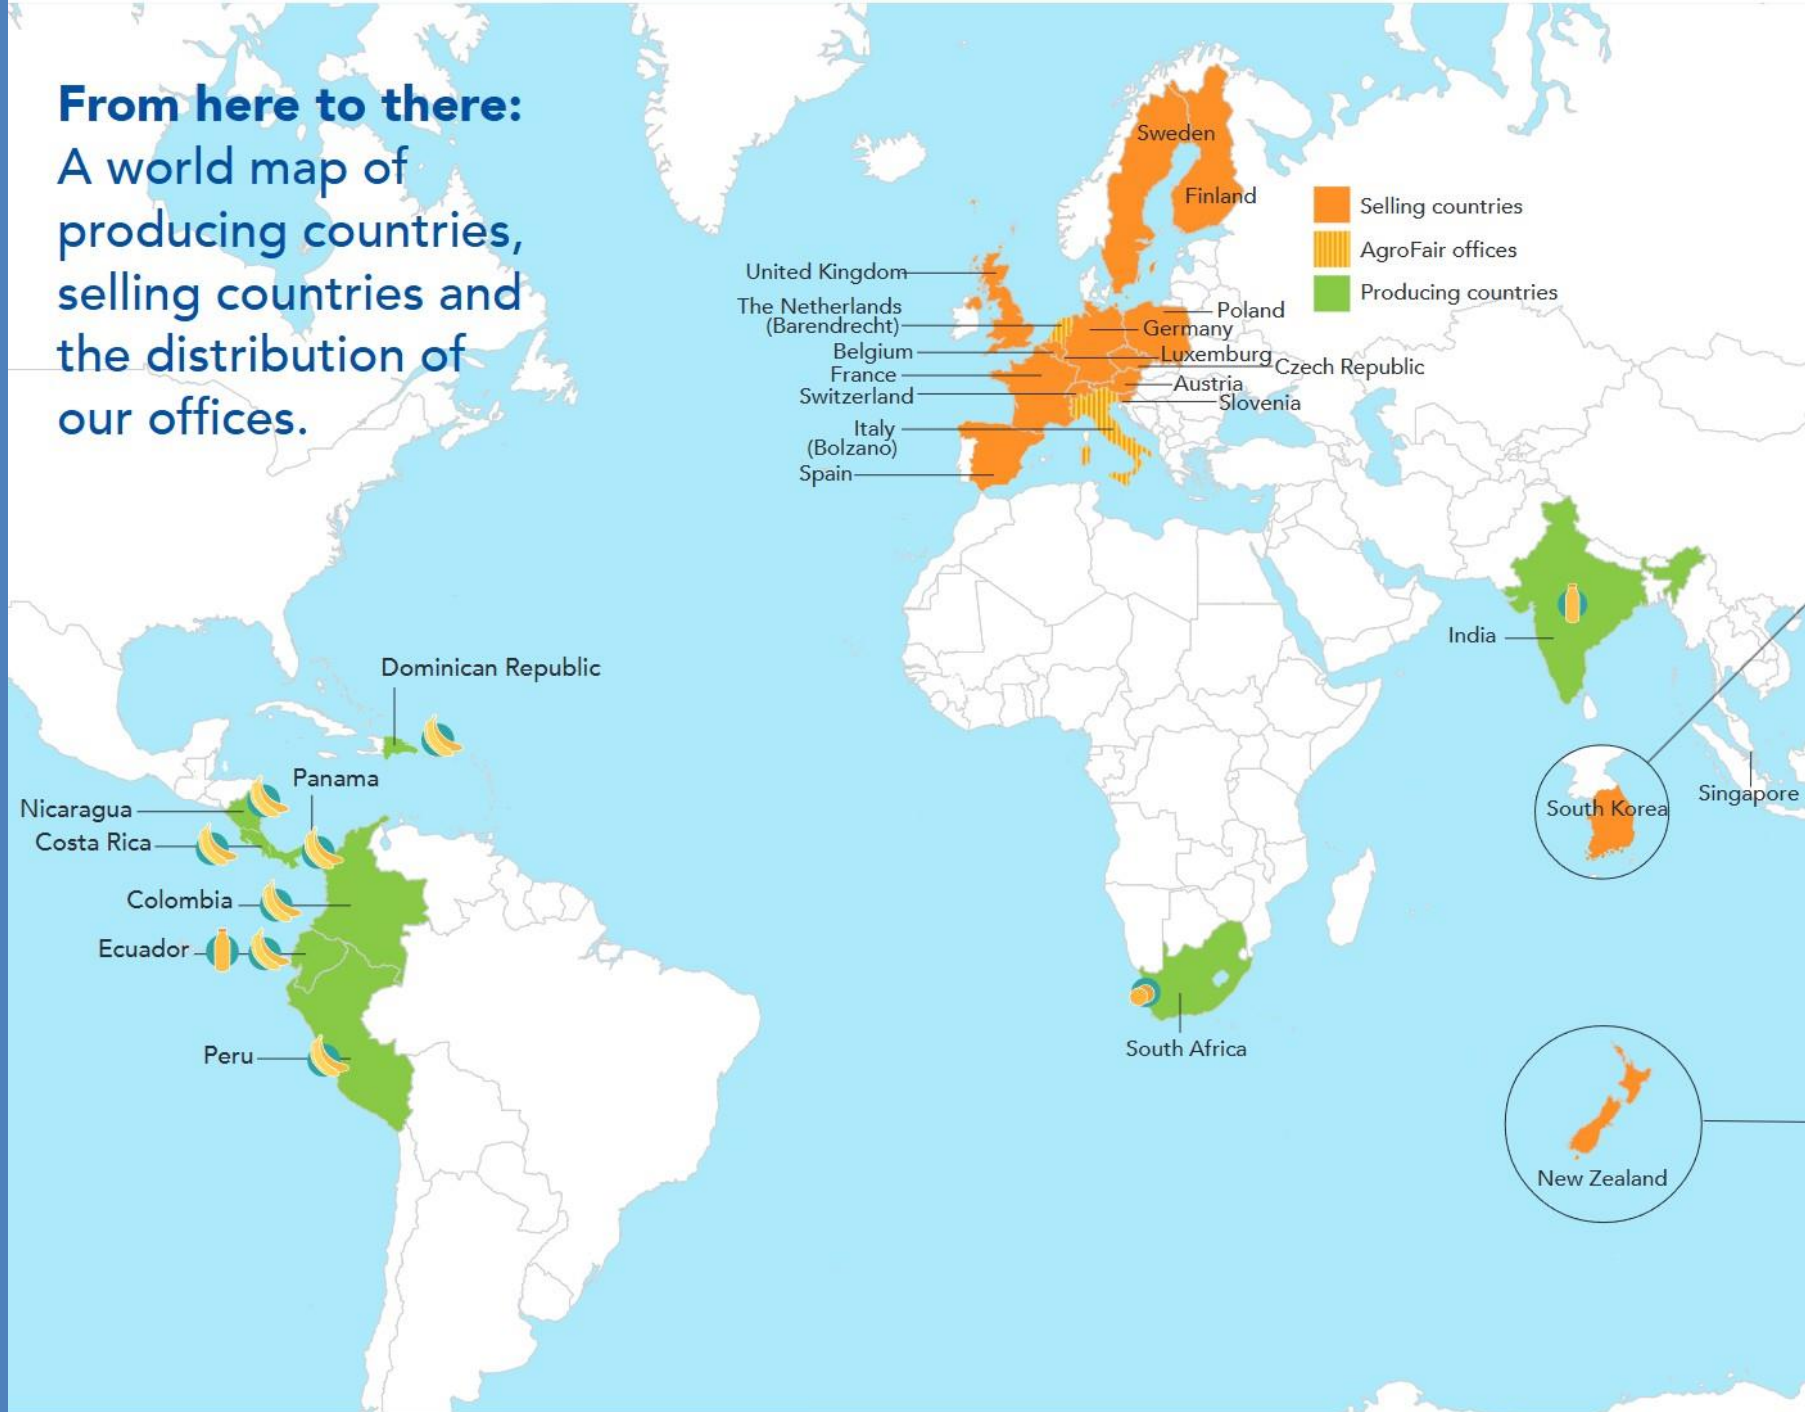 From here to there:
A world map of
producing countries,
selling countries and
the distribution of
our offices.
Sweden
Finland
Selling countries
AgroFair offices
Producing countries
United Kingdom
The Netherlands
(Barendrecht)
Belgium
France
Switzerland
Italy
(Bolzano)
Spain
Poland
Germany
Luxemburg
Czech Republic
Austria
Slovenia
India
Dominican Republic
Panama
Nicaragua
Costa Rica
Colombia
Ecuador
Peru
South Africa
South Korea
Singapore
New Zealand